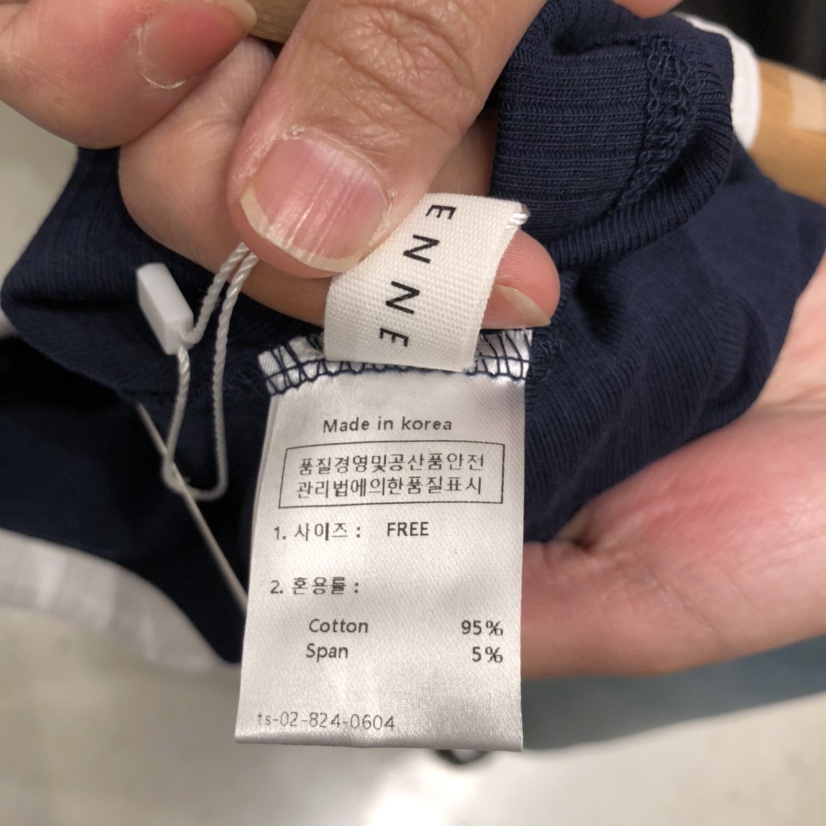 ENNE
Made in korea
품질경영및공산품안전
관리법에의한품질표시
1. 사이즈 : FREE
2. 혼용률 :
Cotton 95%
Span 5%
ts-02-824-0604